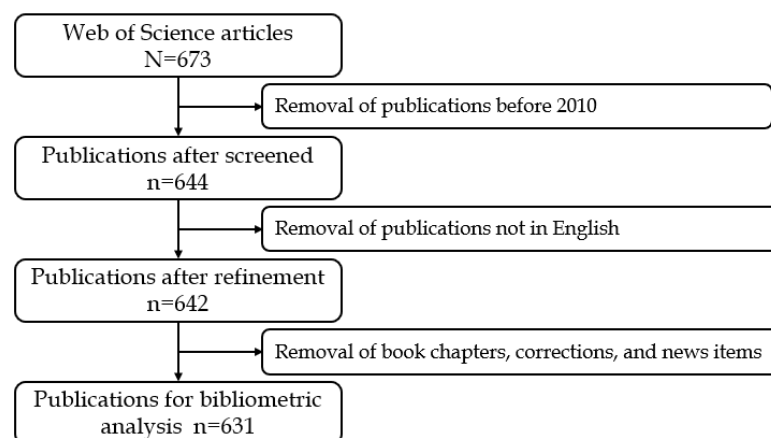 Web of Science articles
N=673
Removal of publications before 2010
Publications after screened
n=644
Removal of publications not in English
Publications after refinement
n=642
Removal of book chapters, corrections, and news items
Publications for bibliometric
analysis n=631